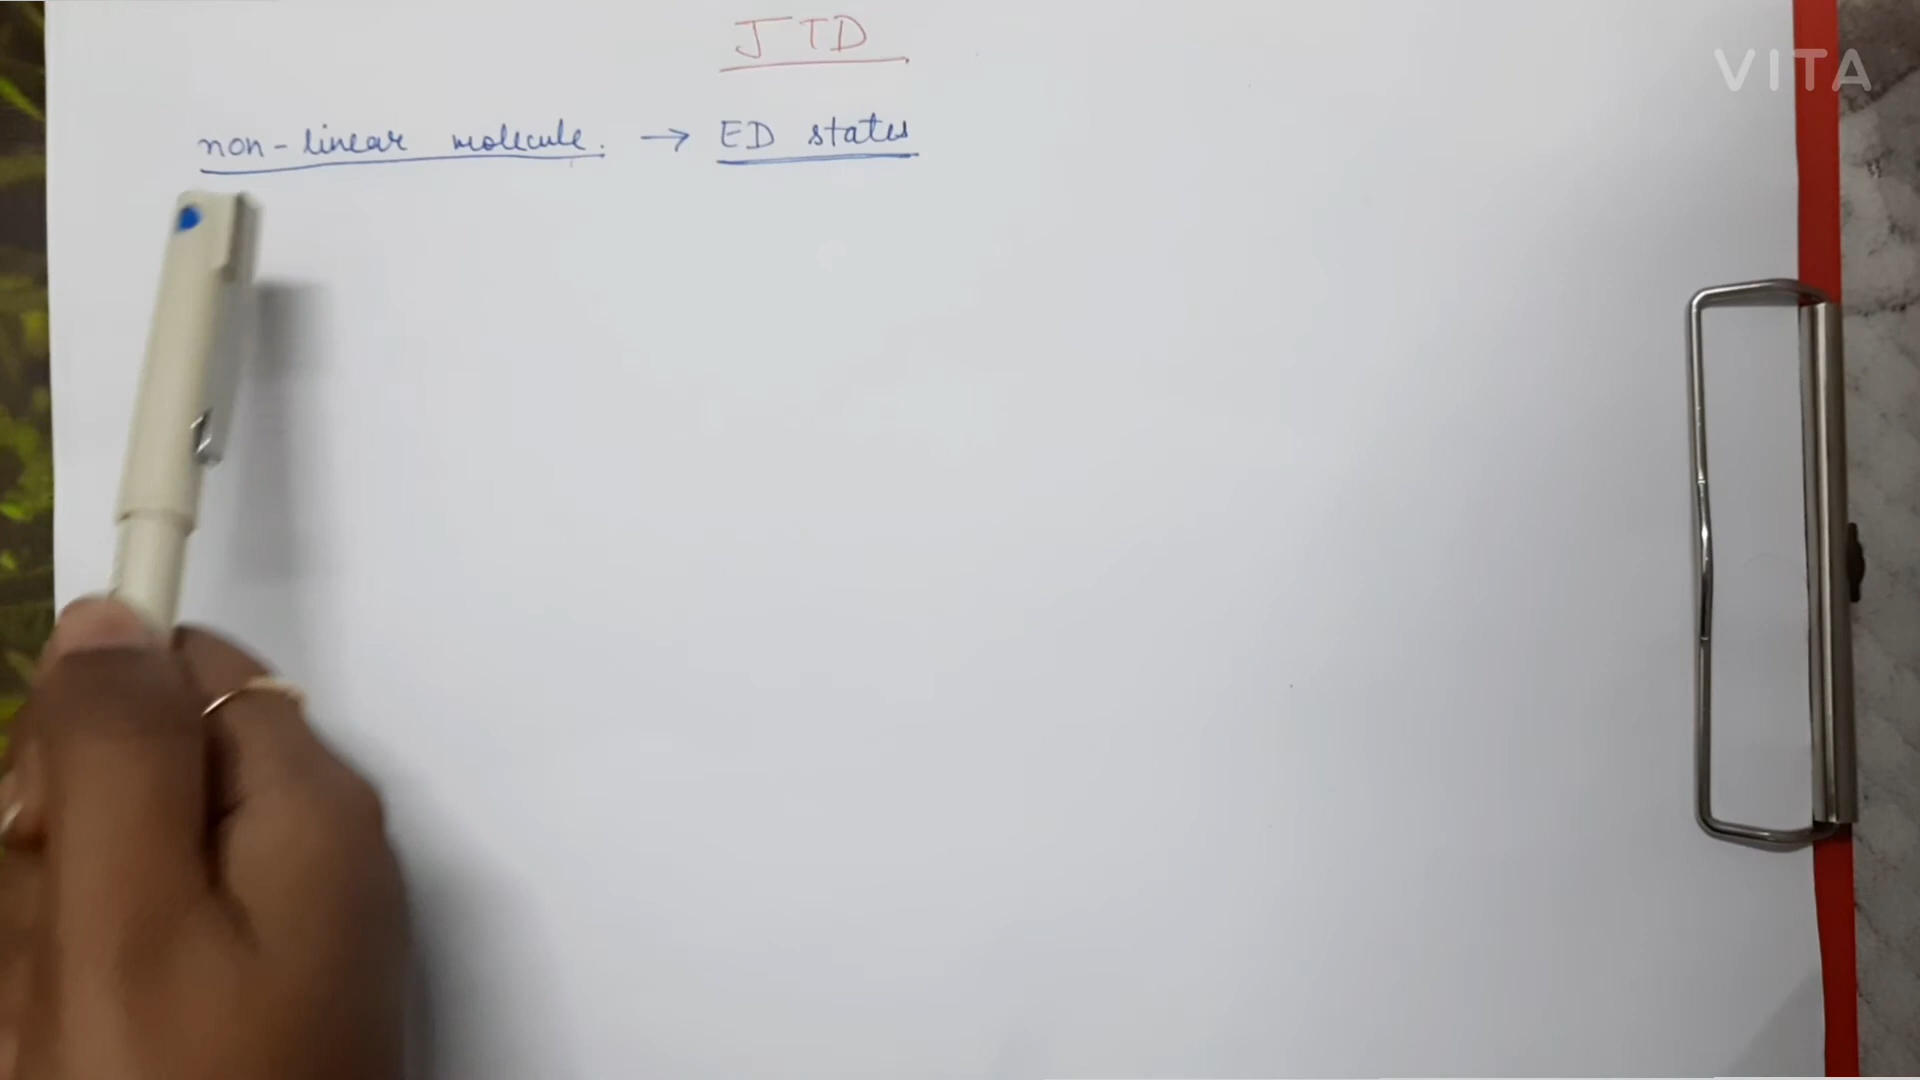 JTD
VITA
non-linear molecule. → ED states